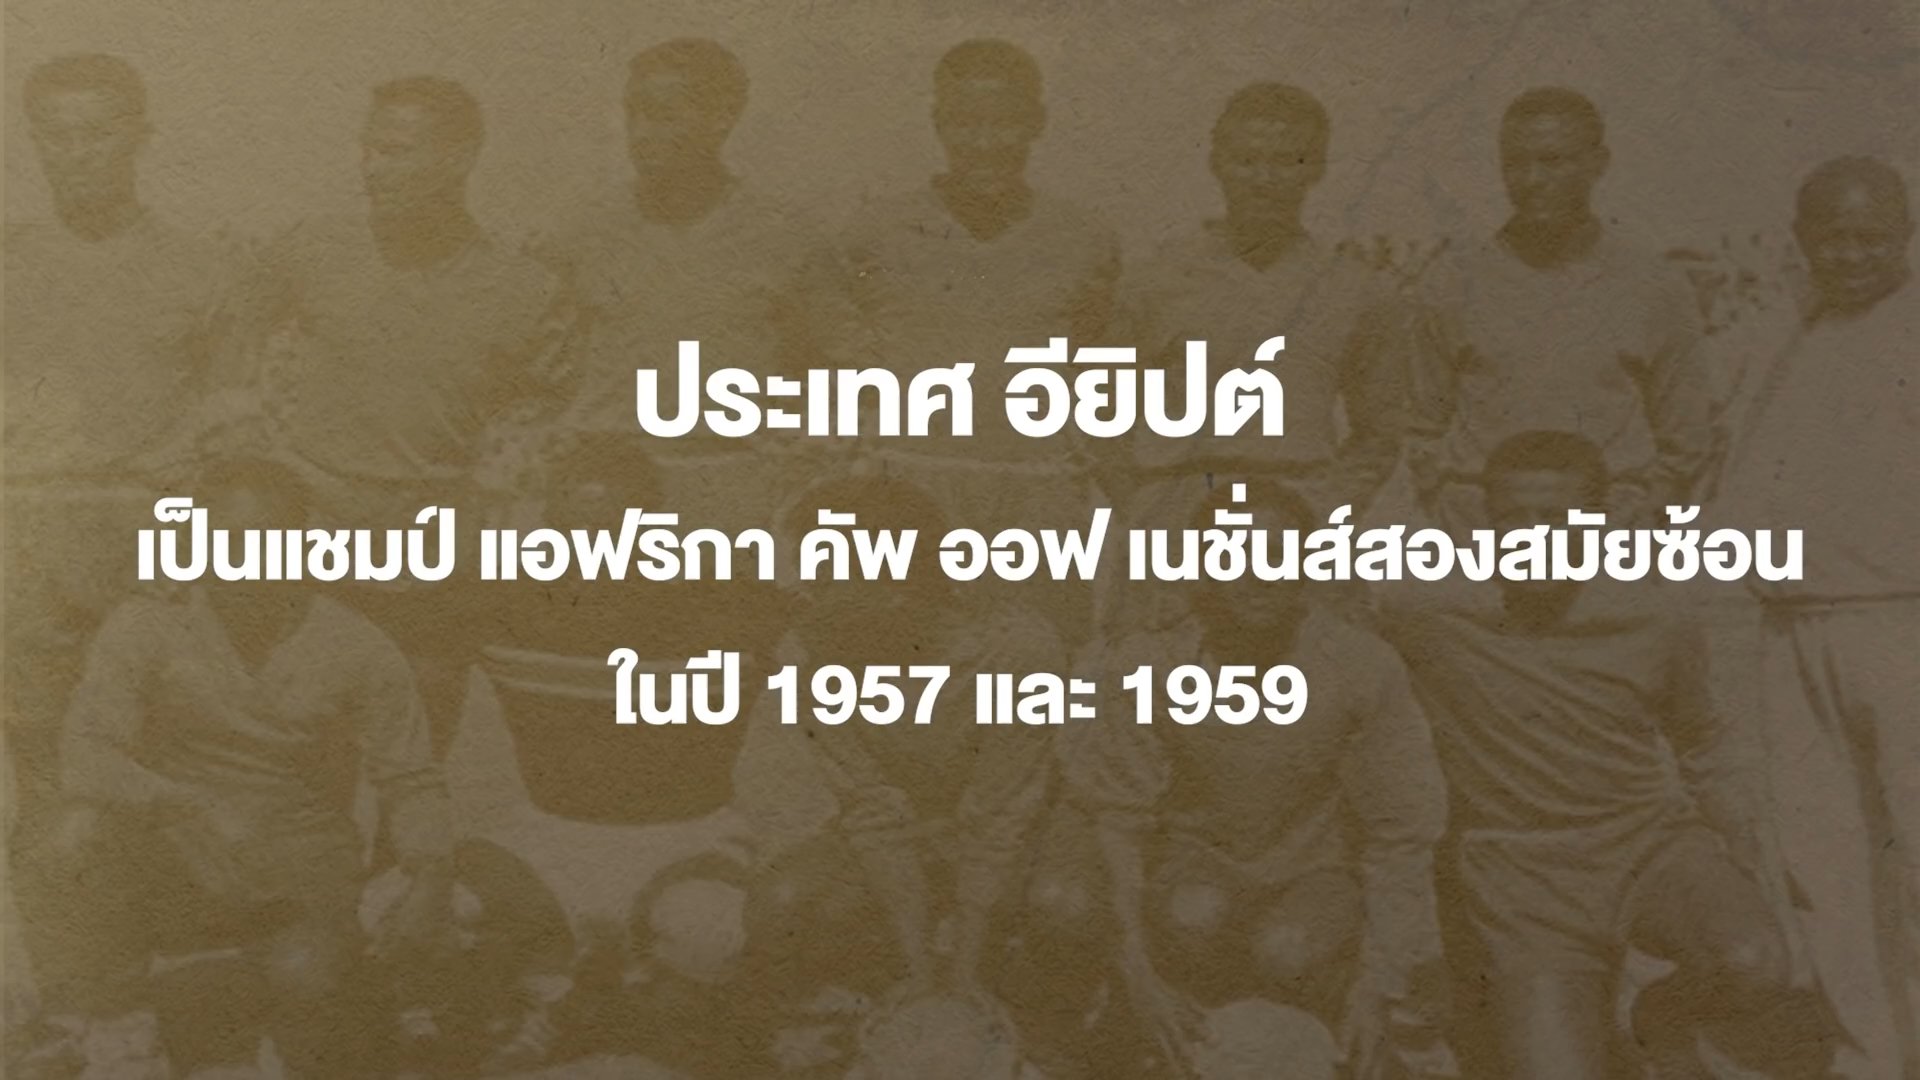 ประเทศ อียิปต์
เป็นแชมป์ แอฟริกา คัพ ออฟ เนชั่นส์สองสมัยซ้อน
ในปี 1957 และ 1959